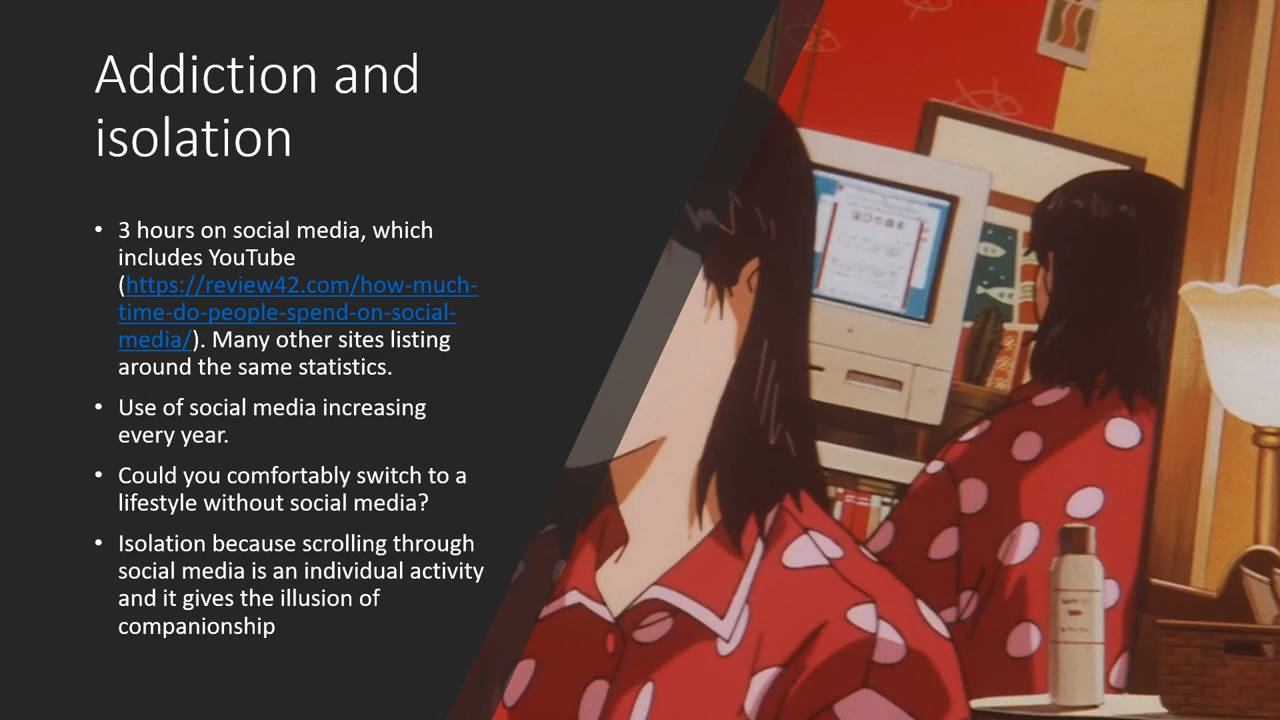 Addiction and
isolation
• 3 hours on social media, which
includes YouTube
(https://review42.com/how-much-
time-do-people-spend-on-social-
media/). Many other sites listing
around the same statistics.
• Use of social media increasing
every year.
• Could you comfortably switch to a
lifestyle without social media?
• Isolation because scrolling through
social media is an individual activity
and it gives the illusion of
companionship